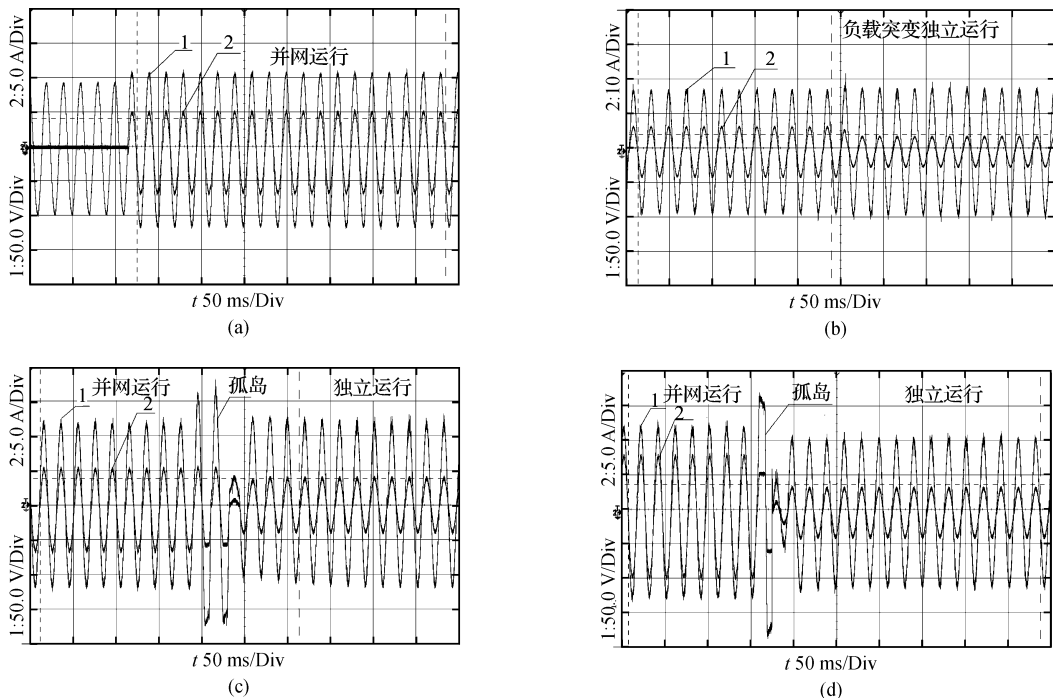 1
2
并网运行
2:5.0 A/Div
1:50.0 V/Div
t 50 ms/Div
(a)
负载突变独立运行
1
2
2:10 A/Div
1:50.0 V/Div
t 50 ms/Div
(b)
并网运行
孤岛
独立运行
1
2
2:5.0 A/Div
1:50.0 V/Div
t 50 ms/Div
(c)
并网运行
孤岛
独立运行
1
2
2:5.0 A/Div
1:50.0 V/Div
t 50 ms/Div
(d)